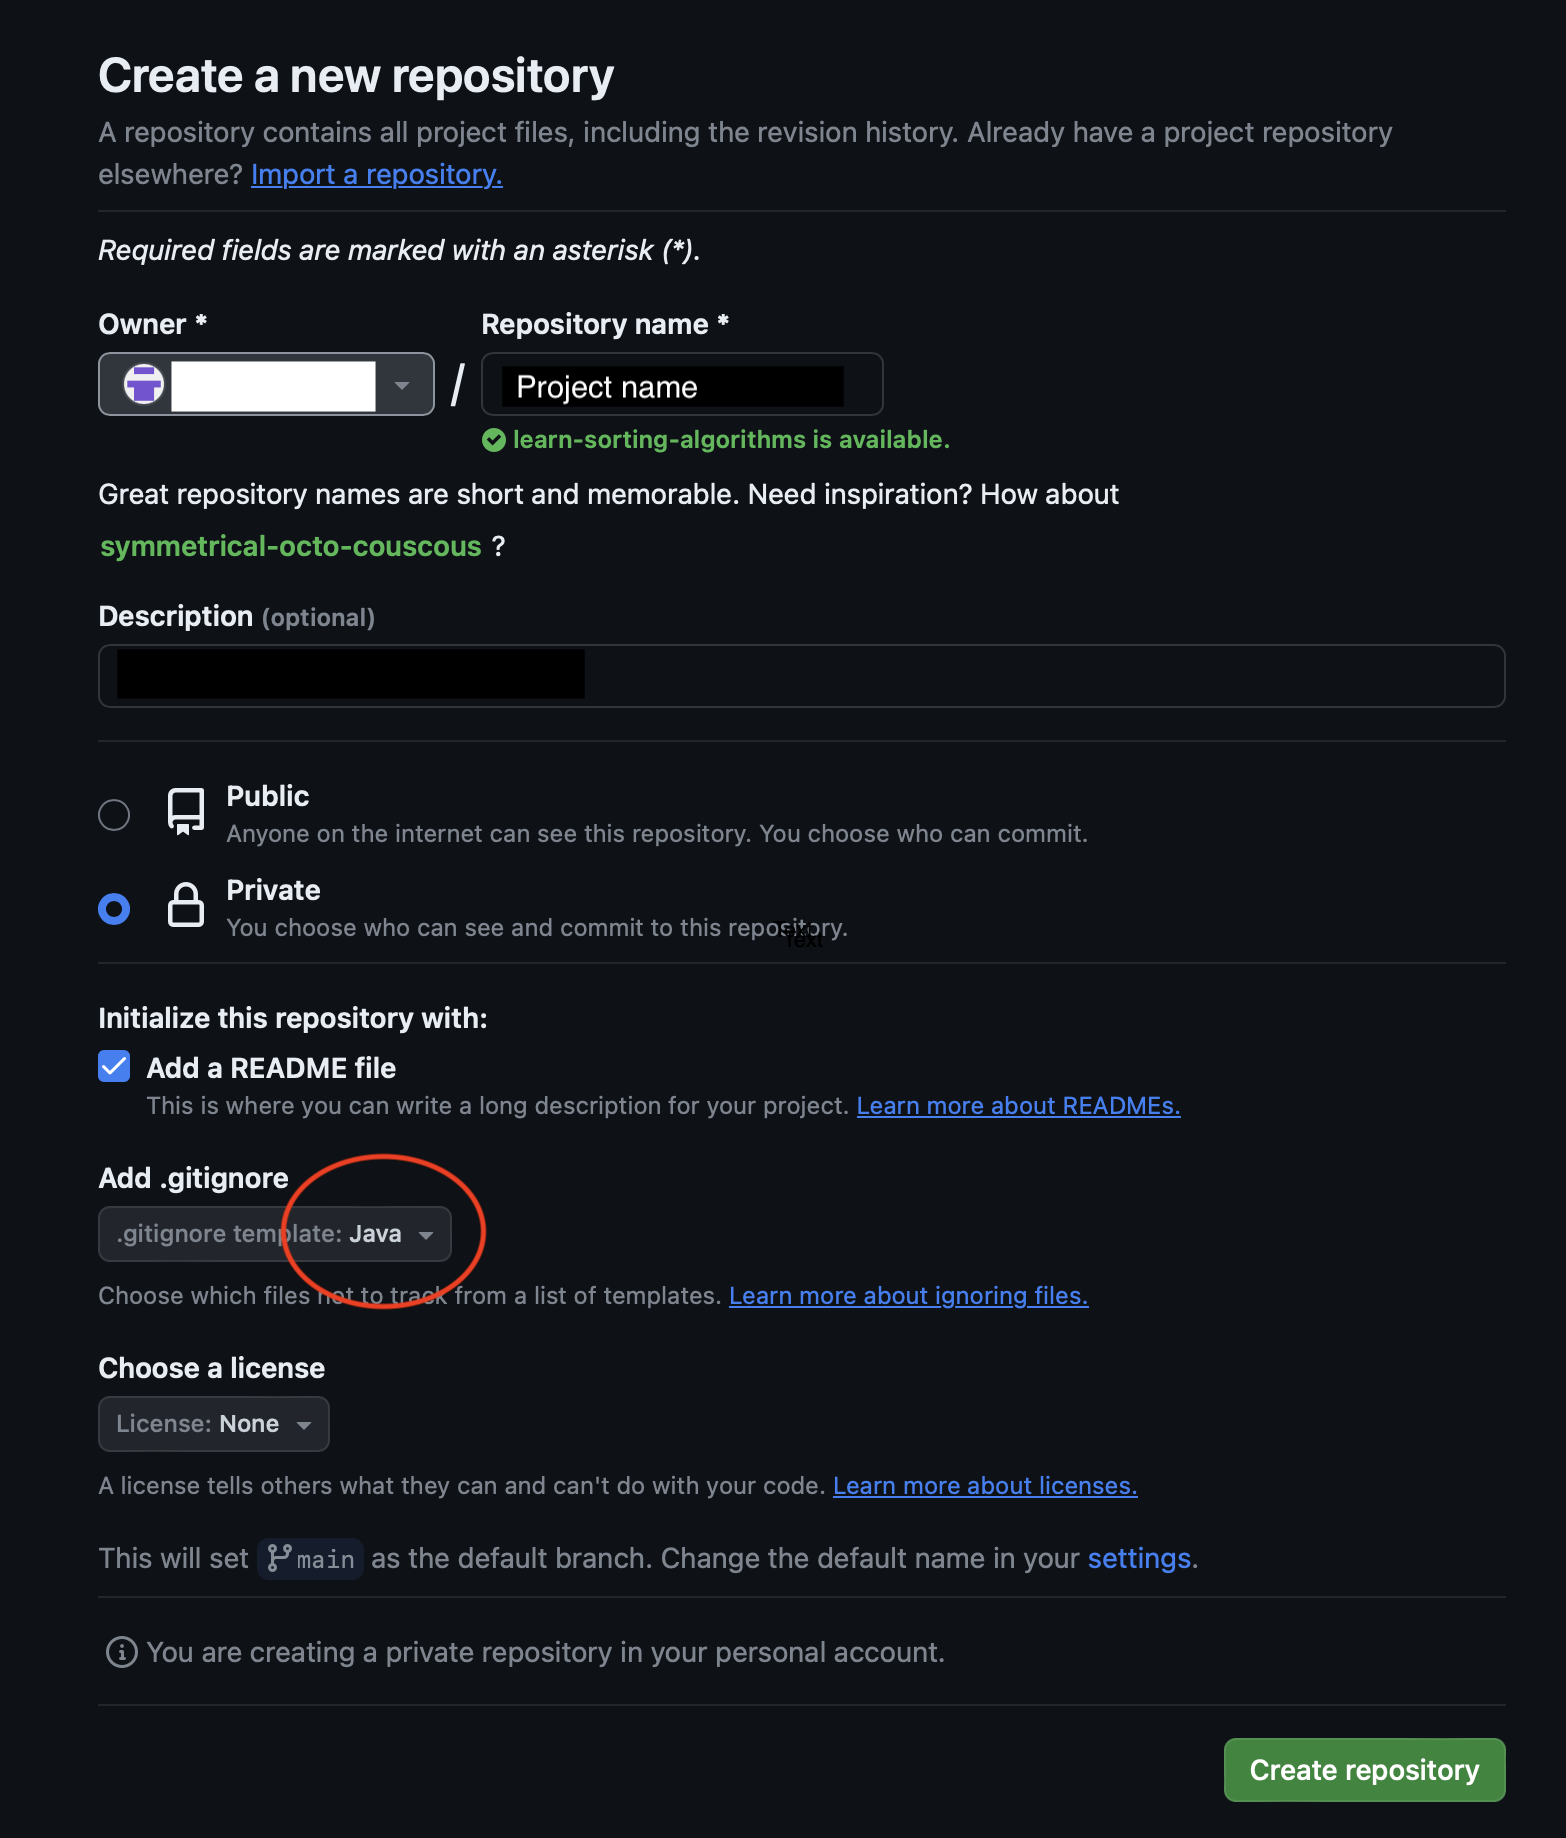 Create a new repository
A repository contains all project files, including the revision history. Already have a project repository
elsewhere? Import a repository.
Required fields are marked with an asterisk (*).
Owner * Repository name *
/ Project name
learn-sorting-algorithms is available.
Great repository names are short and memorable. Need inspiration? How about
symmetrical-octo-couscous ?
Description (optional)
Public
Anyone on the internet can see this repository. You choose who can commit.
Private
You choose who can see and commit to this repository.
Text
Text
Initialize this repository with:
Add a README file
This is where you can write a long description for your project. Learn more about READMEs.
Add .gitignore
.gitignore template: Java
Choose which files not to track from a list of templates. Learn more about ignoring files.
Choose a license
License: None
A license tells others what they can and can't do with your code. Learn more about licenses.
This will set main as the default branch. Change the default name in your settings.
You are creating a private repository in your personal account.
Create repository